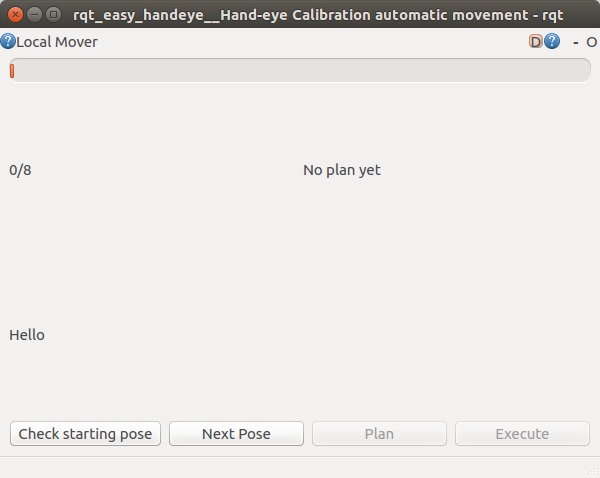 rqt_easy_handeye__Hand-eye Calibration automatic movement - rqt
?Local Mover D? - O
0/8 No plan yet
Hello
Check starting pose Next Pose Plan Execute